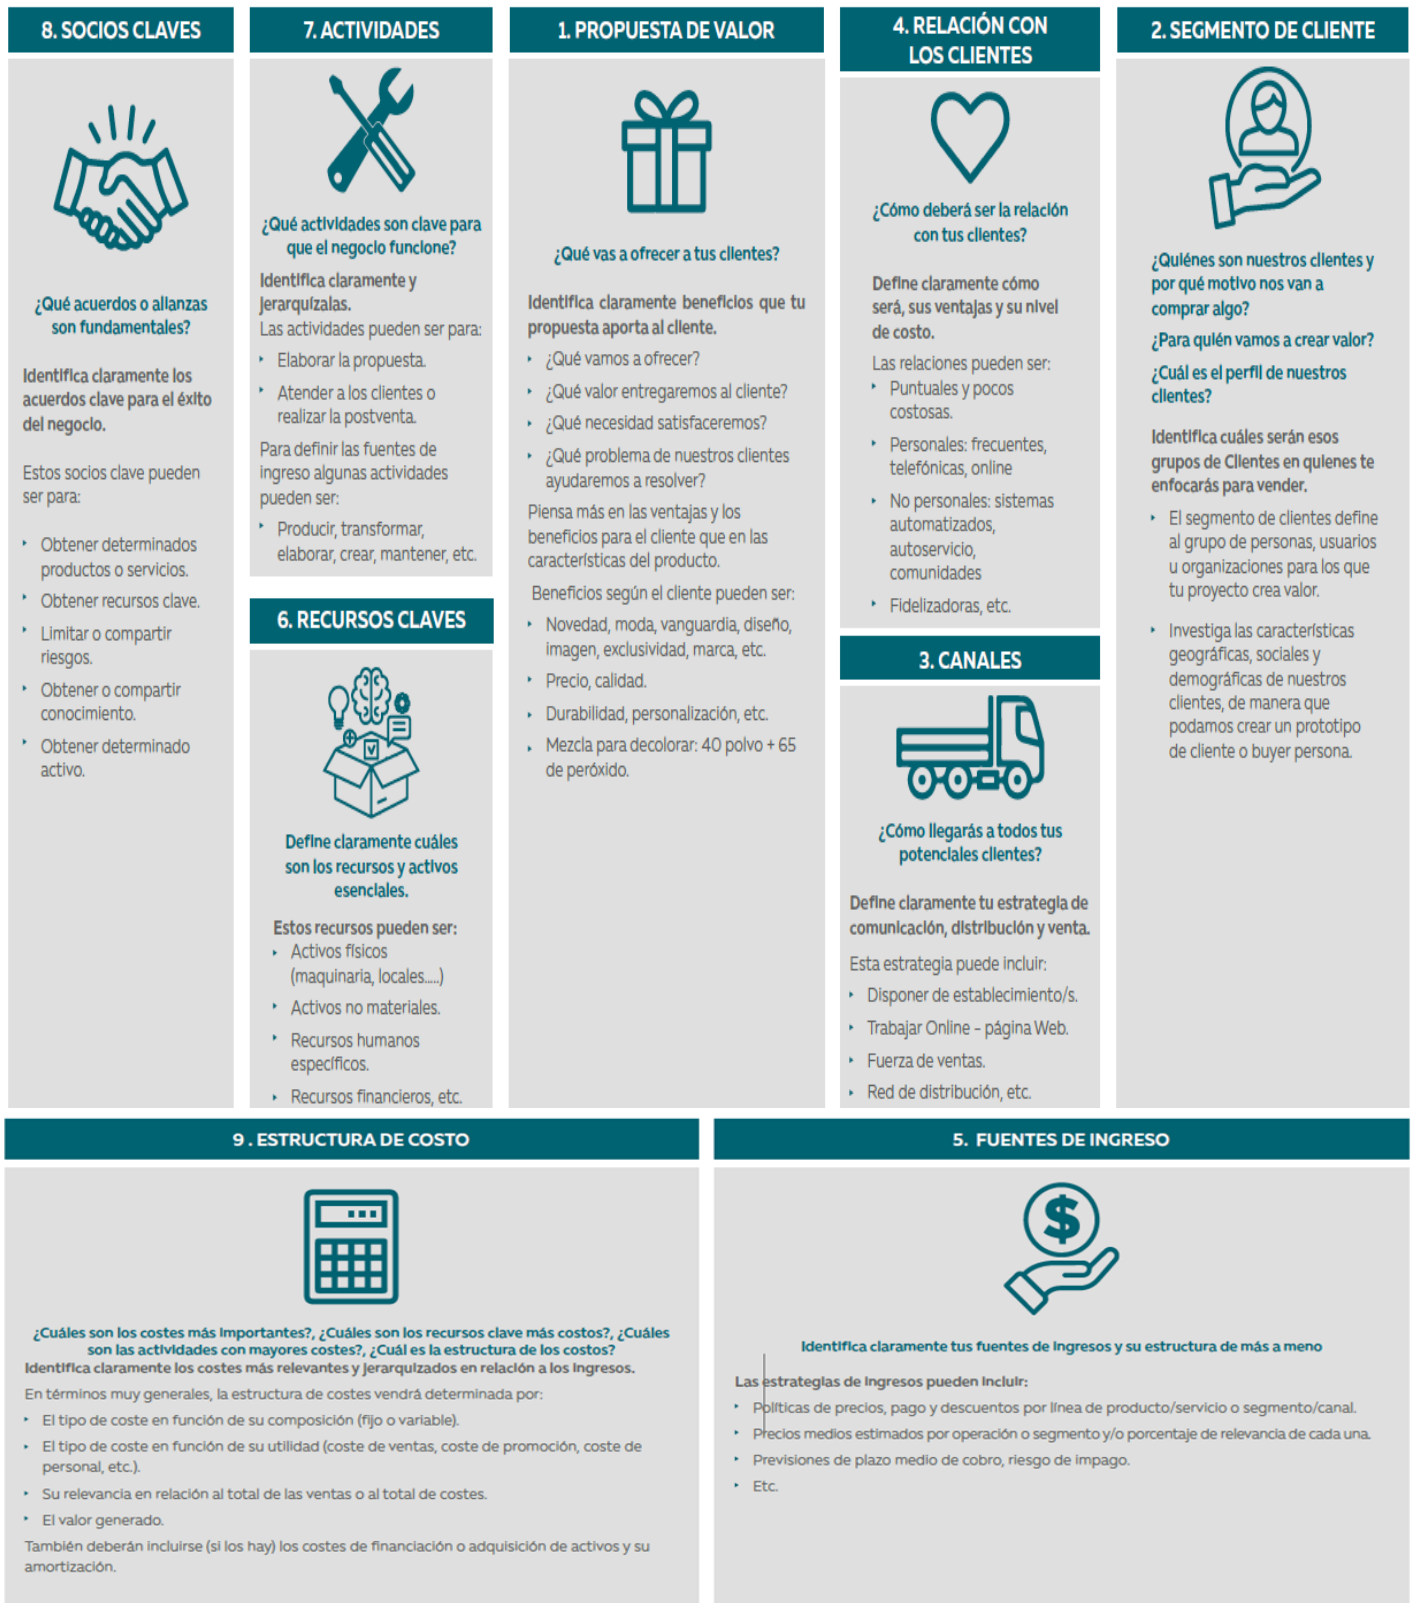 8. SOCIOS CLAVES
¿Qué acuerdos o alianzas
son fundamentales?
Identifica claramente los
acuerdos clave para el éxito
del negocio.
Estos socios clave pueden
ser para:
Obtener determinados
productos o servicios.
Obtener recursos clave.
Limitar o compartir
riesgos.
Obtener o compartir
conocimiento.
Obtener determinado
activo.
7. ACTIVIDADES
¿Qué actividades son clave para
que el negocio funcione?
Identifica claramente y
jerarquízalas.
Las actividades pueden ser para:
Elaborar la propuesta.
Atender a los clientes o
realizar la postventa.
Para definir las fuentes de
ingreso algunas actividades
pueden ser:
Producir, transformar,
elaborar, crear, mantener, etc.
6. RECURSOS CLAVES
Define claramente cuáles
son los recursos y activos
esenciales.
Estos recursos pueden ser:
Activos físicos
(maquinaria, locales.....)
Activos no materiales.
Recursos humanos
específicos.
Recursos financieros, etc.
1. PROPUESTA DE VALOR
¿Qué vas a ofrecer a tus clientes?
Identifica claramente beneficios que tu
propuesta aporta al cliente.
¿Qué vamos a ofrecer?
¿Qué valor entregaremos al cliente?
¿Qué necesidad satisfaceremos?
¿Qué problema de nuestros clientes
ayudaremos a resolver?
Piensa más en las ventajas y los
beneficios para el cliente que en las
características del producto.
Beneficios según el cliente pueden ser:
Novedad, moda, vanguardia, diseño,
imagen, exclusividad, marca, etc.
Precio, calidad.
Durabilidad, personalización, etc.
Mezcla para decolorar: 40 polvo + 65
de peróxido.
4. RELACIÓN CON
LOS CLIENTES
¿Cómo deberá ser la relación
con tus clientes?
Define claramente cómo
será, sus ventajas y su nivel
de costo.
Las relaciones pueden ser:
Puntuales y pocos
costosas.
Personales: frecuentes,
telefónicas, online
No personales: sistemas
automatizados,
autoservicio,
comunidades
Fidelizadoras, etc.
3. CANALES
¿Cómo llegarás a todos tus
potenciales clientes?
Define claramente tu estrategia de
comunicación, distribución y venta.
Esta estrategia puede incluir:
Disponer de establecimiento/s.
Trabajar Online - página Web.
Fuerza de ventas.
Red de distribución, etc.
2. SEGMENTO DE CLIENTE
¿Quiénes son nuestros clientes y
por qué motivo nos van a
comprar algo?
¿Para quién vamos a crear valor?
¿Cuál es el perfil de nuestros
clientes?
Identifica cuáles serán esos
grupos de Clientes en quienes te
enfocarás para vender.
El segmento de clientes define
al grupo de personas, usuarios
u organizaciones para los que
tu proyecto crea valor.
Investiga las características
geográficas, sociales y
demográficas de nuestros
clientes, de manera que
podamos crear un prototipo
de cliente o buyer persona.
9 . ESTRUCTURA DE COSTO
¿Cuáles son los costes más importantes?, ¿Cuáles son los recursos clave más costos?, ¿Cuáles
son las actividades con mayores costes?, ¿Cuál es la estructura de los costos?
Identifica claramente los costes más relevantes y jerarquizados en relación a los ingresos.
En términos muy generales, la estructura de costes vendrá determinada por:
El tipo de coste en función de su composición (fijo o variable).
El tipo de coste en función de su utilidad (coste de ventas, coste de promoción, coste de
personal, etc.).
Su relevancia en relación al total de las ventas o al total de costes.
El valor generado.
También deberán incluirse (si los hay) los costes de financiación o adquisición de activos y su
amortización.
5. FUENTES DE INGRESO
$
Identifica claramente tus fuentes de ingresos y su estructura de más a meno
Las estrategias de ingresos pueden incluir:
Políticas de precios, pago y descuentos por línea de producto/servicio o segmento/canal.
Precios medios estimados por operación o segmento y/o porcentaje de relevancia de cada una.
Previsiones de plazo medio de cobro, riesgo de impago.
Etc.